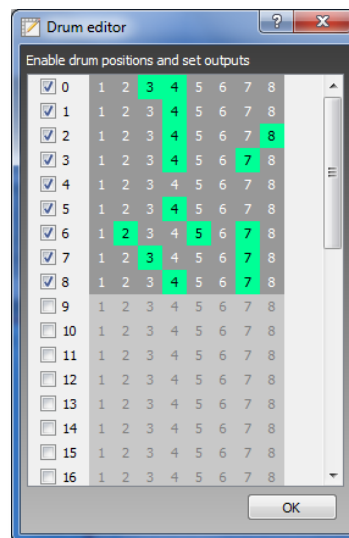 Drum editor
Enable drum positions and set outputs
0 1 2 3 4 5 6 7 8
1 1 2 3 4 5 6 7 8
2 1 2 3 4 5 6 7 8
3 1 2 3 4 5 6 7 8
4 1 2 3 4 5 6 7 8
5 1 2 3 4 5 6 7 8
6 1 2 3 4 5 6 7 8
7 1 2 3 4 5 6 7 8
8 1 2 3 4 5 6 7 8
9 1 2 3 4 5 6 7 8
10 1 2 3 4 5 6 7 8
11 1 2 3 4 5 6 7 8
12 1 2 3 4 5 6 7 8
13 1 2 3 4 5 6 7 8
14 1 2 3 4 5 6 7 8
15 1 2 3 4 5 6 7 8
16 1 2 3 4 5 6 7 8
OK